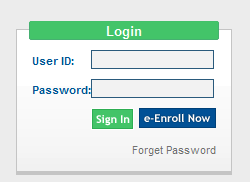 Login
User ID:
Password:
Sign In e-Enroll Now
Forget Password